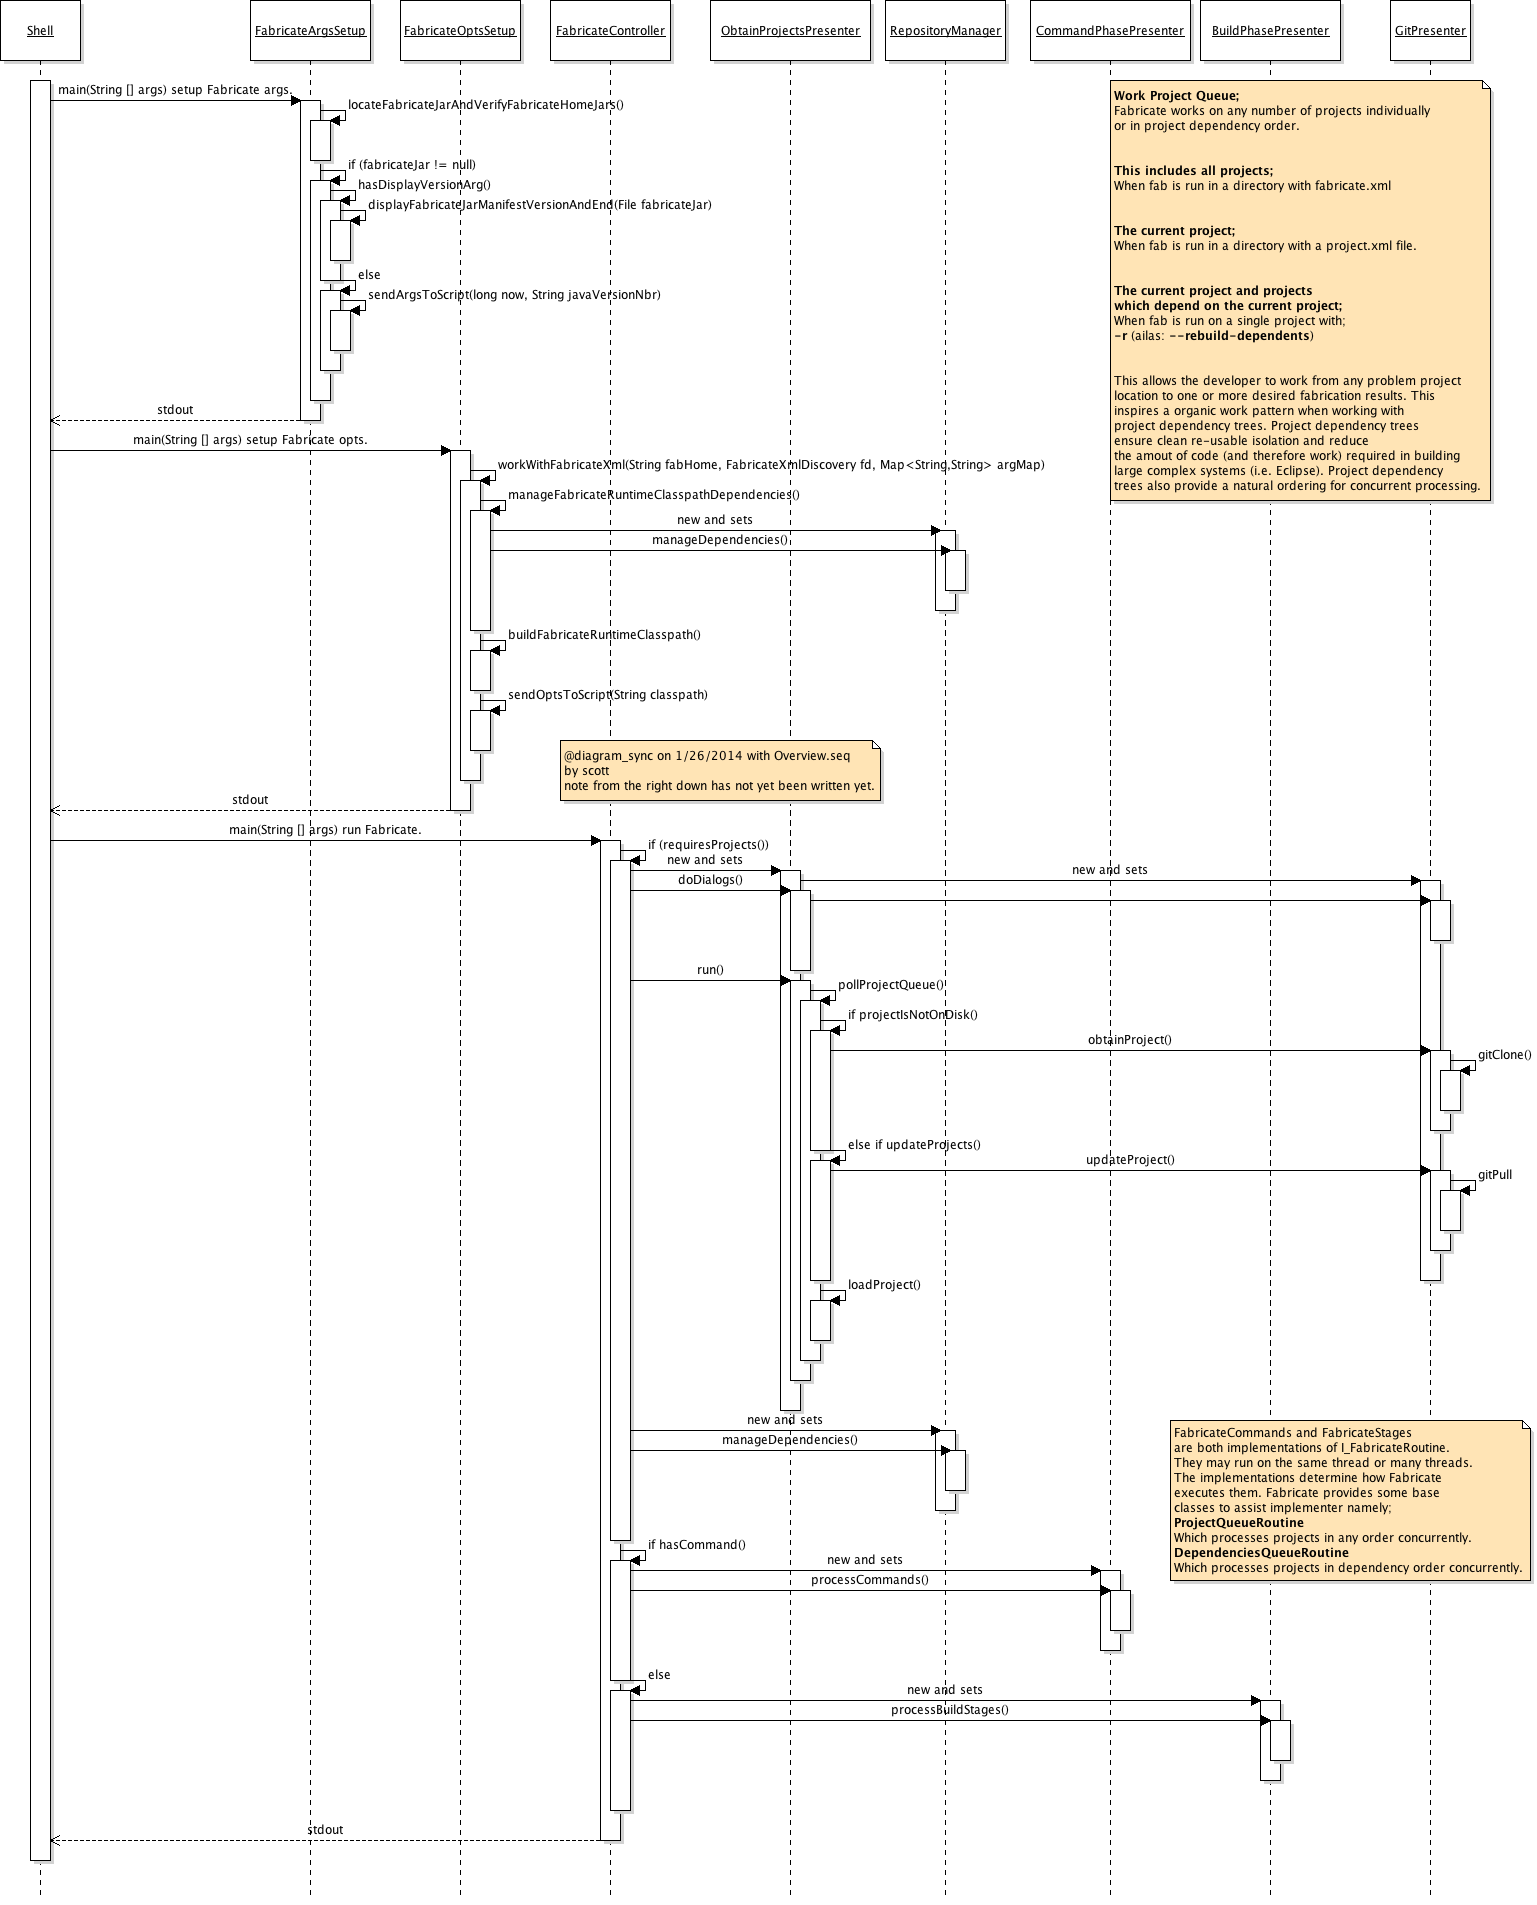 Shell
FabricateArgsSetup
FabricateOptsSetup
FabricateController
ObtainProjectsPresenter
RepositoryManager
CommandPhasePresenter
BuildPhasePresenter
GitPresenter
main(String [] args) setup Fabricate args.
locateFabricateJarAndVerifyFabricateHomeJars()
if (fabricateJar != null)
hasDisplayVersionArg()
displayFabricateJarManifestVersionAndEnd(File fabricateJar)
else
sendArgsToScript(long now, String javaVersionNbr)
stdout
Work Project Queue;
Fabricate works on any number of projects individually
or in project dependency order.
This includes all projects;
When fab is run in a directory with fabricate.xml
The current project;
When fab is run in a directory with a project.xml file.
The current project and projects
which depend on the current project;
When fab is run on a single project with;
-r (ailas: --rebuild-dependents)
This allows the developer to work from any problem project
location to one or more desired fabrication results. This
inspires a organic work pattern when working with
project dependency trees. Project dependency trees
ensure clean re-usable isolation and reduce
the amout of code (and therefore work) required in building
large complex systems (i.e. Eclipse). Project dependency
trees also provide a natural ordering for concurrent processing.
main(String [] args) setup Fabricate opts.
workWithFabricateXml(String fabHome, FabricateXmlDiscovery fd, Map<String,String> argMap)
manageFabricateRuntimeClasspathDependencies()
new and sets
manageDependencies()
buildFabricateRuntimeClasspath()
sendOptsToScript(String classpath)
@diagram_sync on 1/26/2014 with Overview.seq
by scott
note from the right down has not yet been written yet.
stdout
main(String [] args) run Fabricate.
if (requiresProjects())
new and sets
new and sets
doDialogs()
run()
pollProjectQueue()
if projectIsNotOnDisk()
obtainProject()
gitClone()
else if updateProjects()
updateProject()
gitPull
loadProject()
new and sets
manageDependencies()
FabricateCommands and FabricateStages
are both implementations of I_FabricateRoutine.
They may run on the same thread or many threads.
The implementations determine how Fabricate
executes them. Fabricate provides some base
classes to assist implementer namely;
ProjectQueueRoutine
Which processes projects in any order concurrently.
DependenciesQueueRoutine
Which processes projects in dependency order concurrently.
if hasCommand()
new and sets
processCommands()
else
new and sets
processBuildStages()
stdout